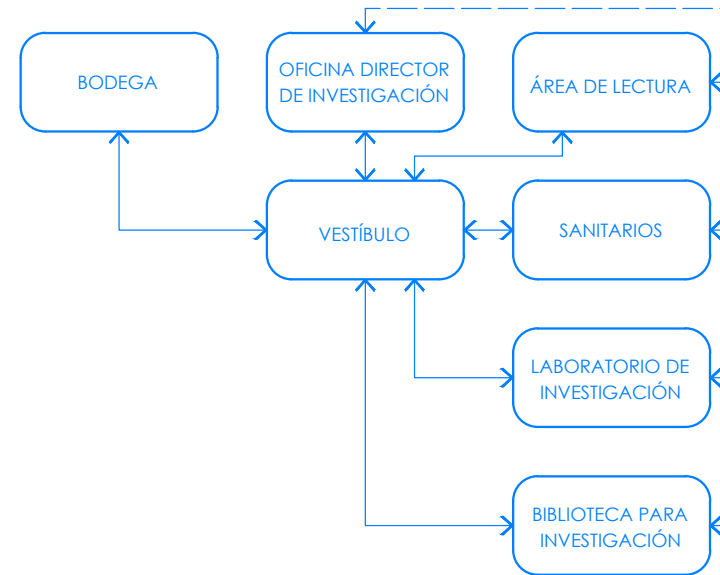 BODEGA
OFICINA DIRECTOR
DE INVESTIGACIÓN
ÁREA DE LECTURA
VESTÍBULO
SANITARIOS
LABORATORIO DE
INVESTIGACIÓN
BIBLIOTECA PARA
INVESTIGACIÓN